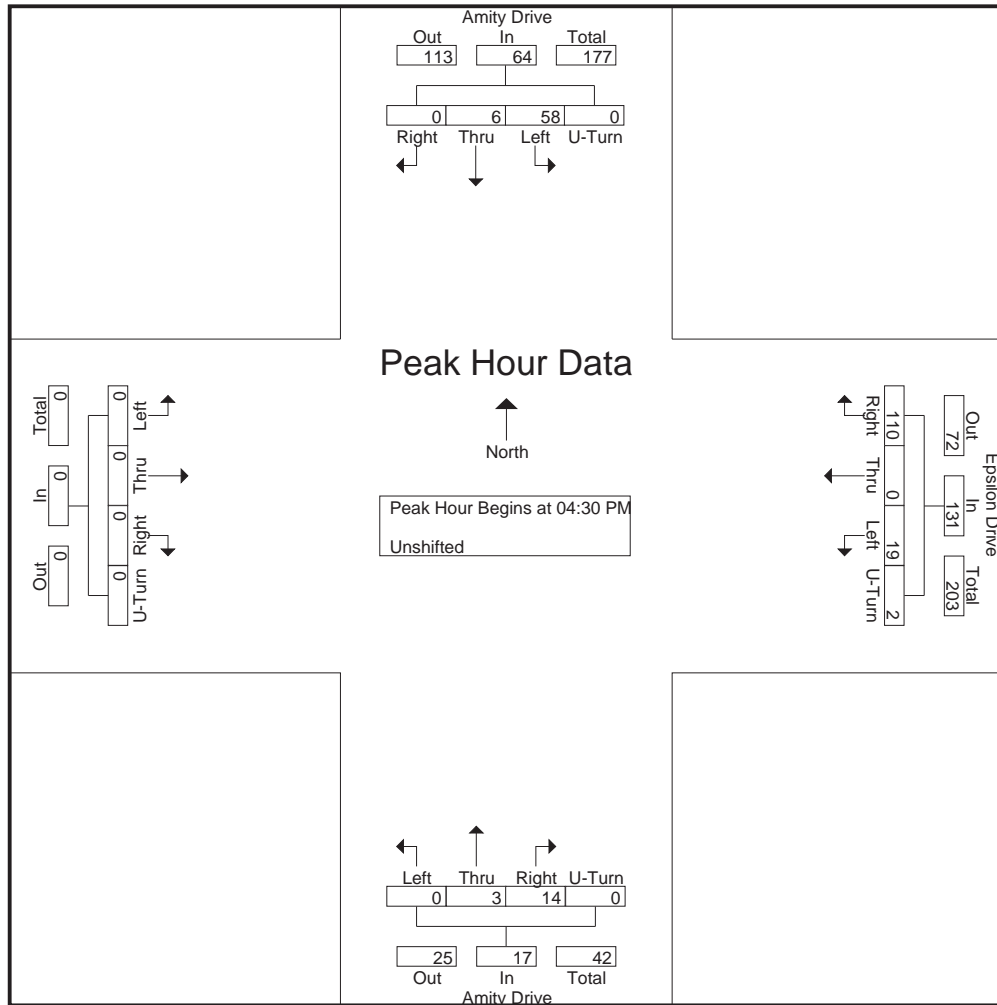 Amity Drive
Out In Total
113 64 177
0 6 58 0
Right Thru Left U-Turn
Peak Hour Data
North
Peak Hour Begins at 04:30 PM
Unshifted
Total In Out
0 0 0
0 0 0 0
Left Thru Right U-Turn
Right Thru Left U-Turn
110 0 19 2
Out In Total
72 131 203
Epsilon Drive
Left Thru Right U-Turn
0 3 14 0
25 17 42
Out In Total
Amity Drive